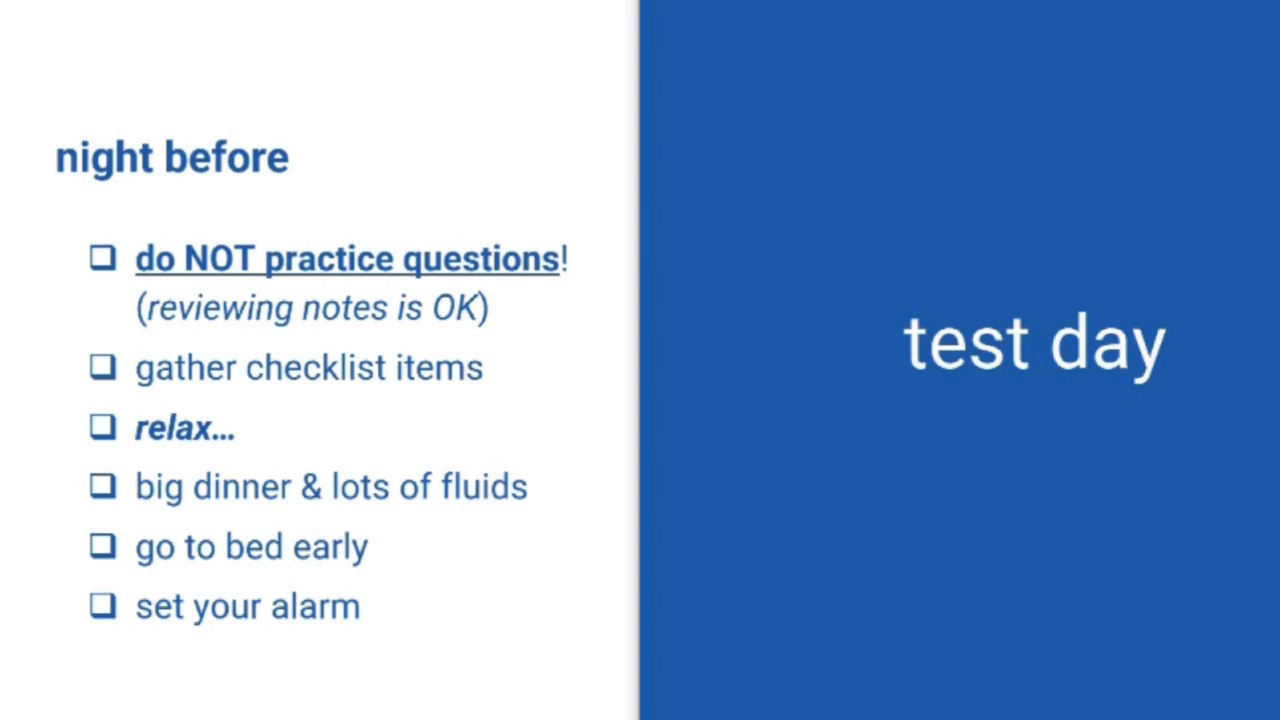 night before
do NOT practice questions!
(reviewing notes is OK)
gather checklist items
relax...
big dinner & lots of fluids
go to bed early
set your alarm
test day